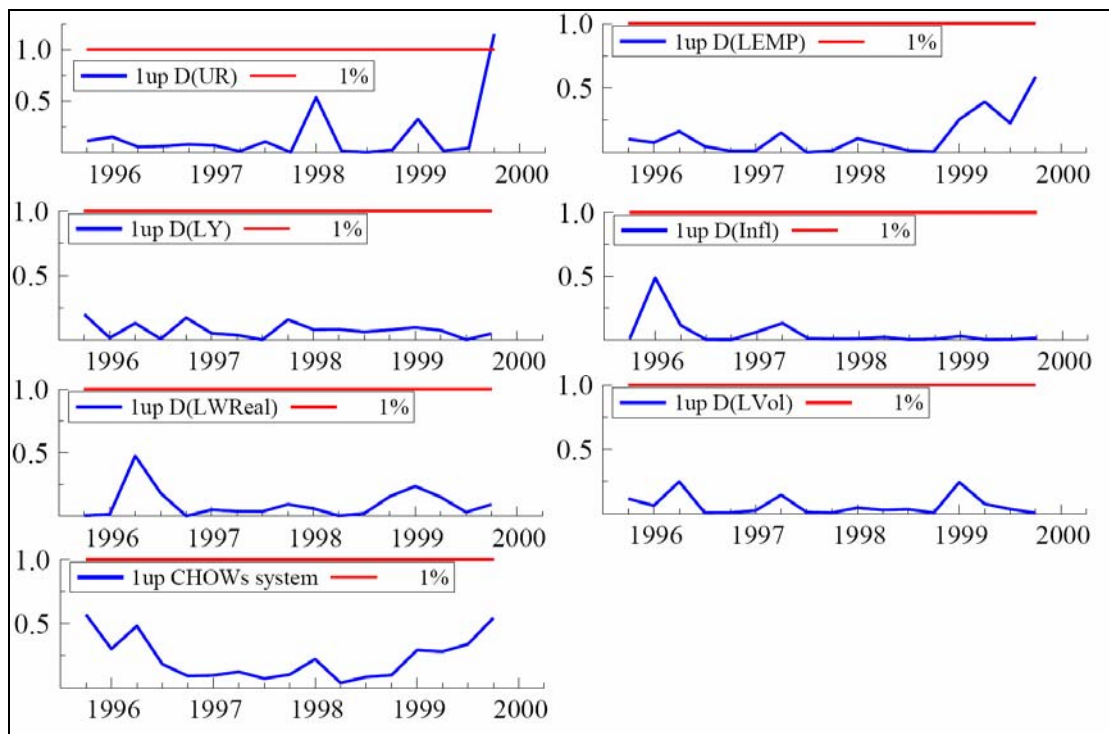 1.0
1up D(UR) 1%
0.5
1996 1997 1998 1999 2000
1.0
1up D(LEMP) 1%
0.5
1996 1997 1998 1999 2000
1.0
1up D(LY) 1%
0.5
1996 1997 1998 1999 2000
1.0
1up D(Infl) 1%
0.5
1996 1997 1998 1999 2000
1.0
1up D(LWReal) 1%
0.5
1996 1997 1998 1999 2000
1.0
1up D(LVol) 1%
0.5
1996 1997 1998 1999 2000
1.0
1up CHOWs system 1%
0.5
1996 1997 1998 1999 2000